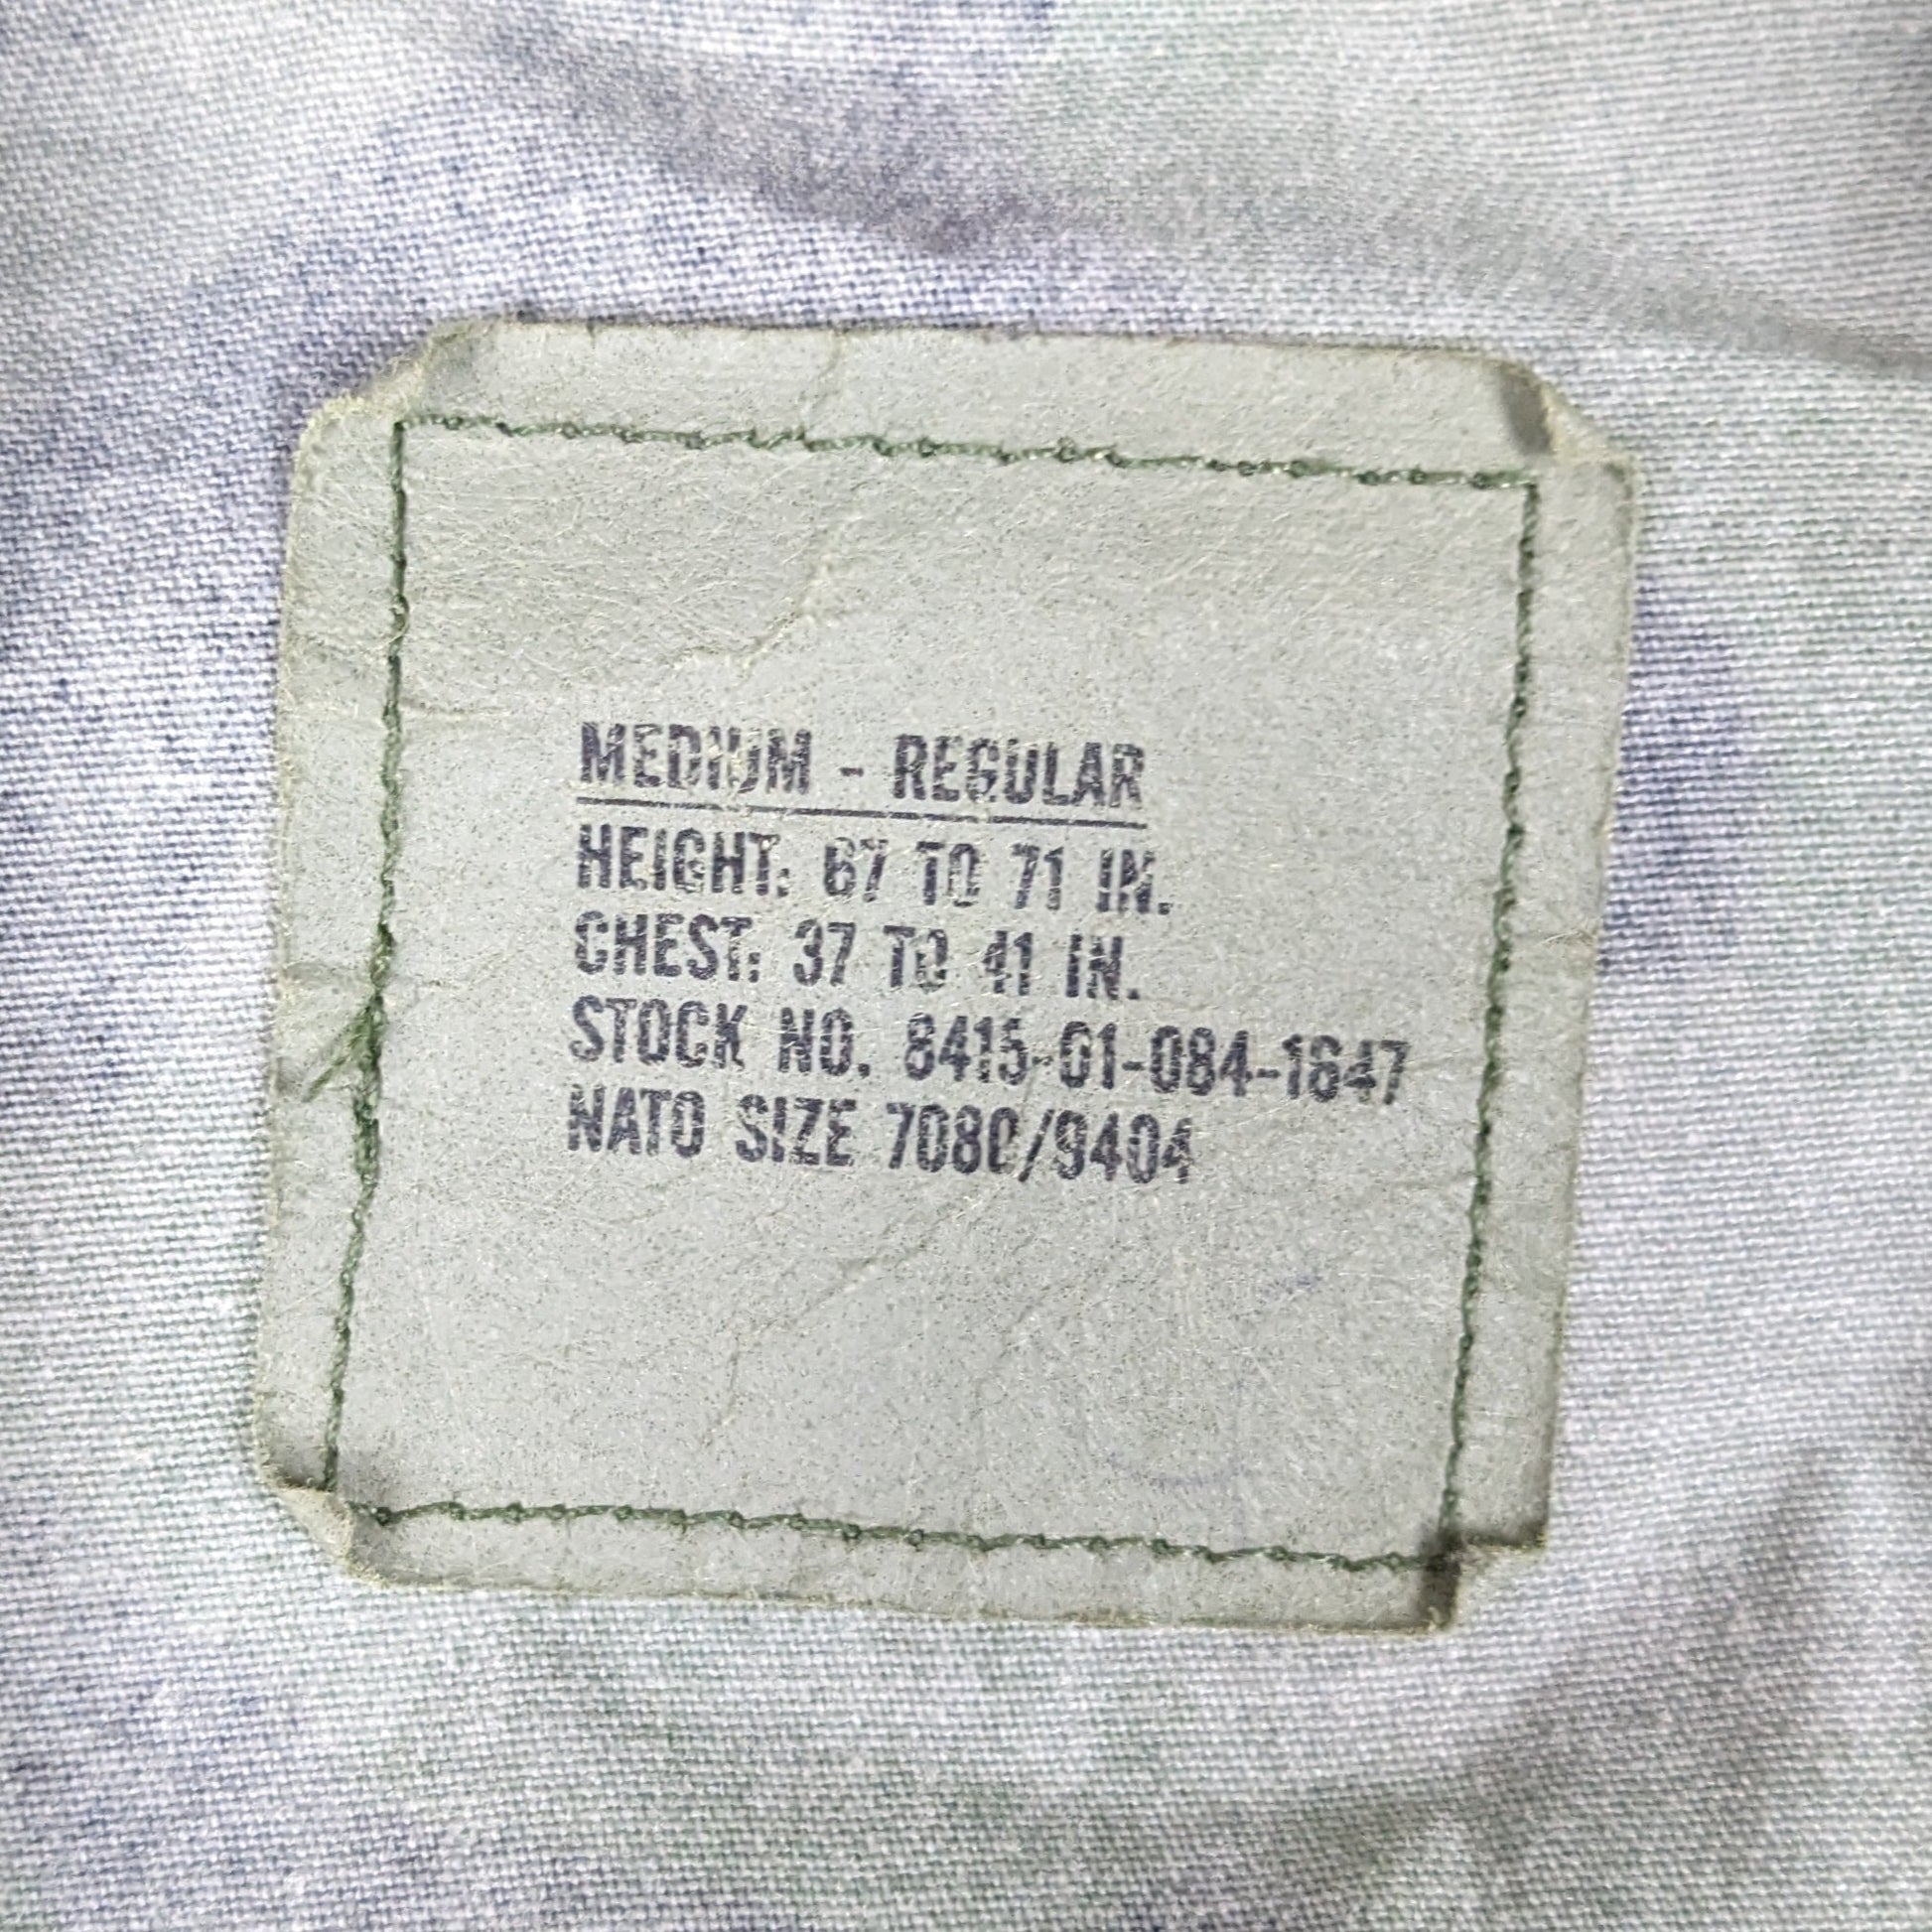 MEDIUM - REGULAR
HEIGHT: 67 TO 71 IN.
CHEST: 37 TO 41 IN.
STOCK NO. 8415-01-084-1647
NATO SIZE 7080/9404